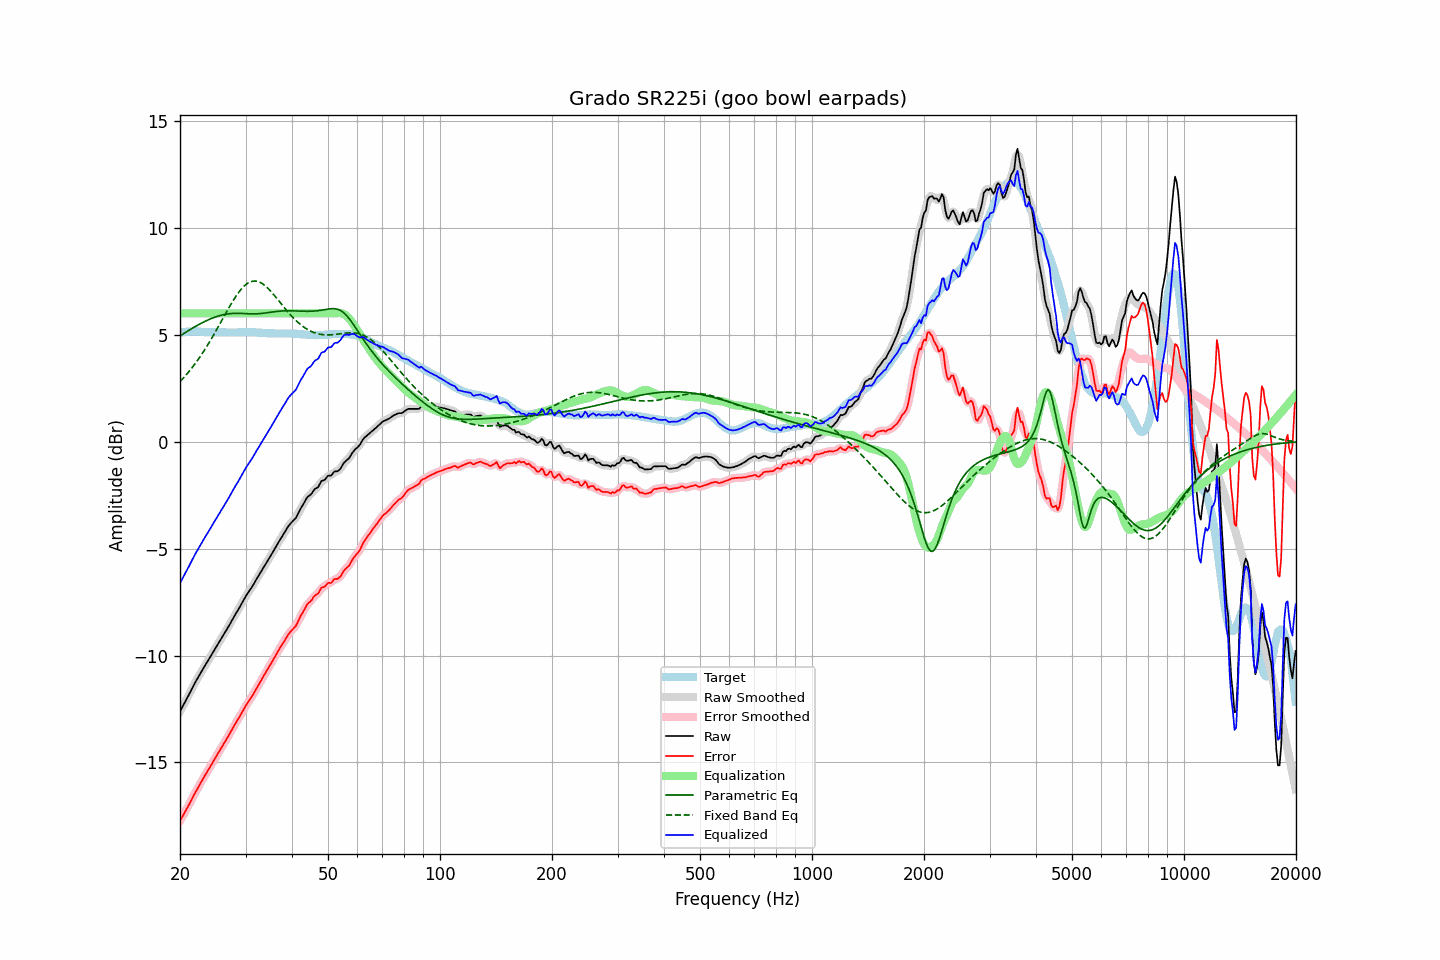 Grado SR225i (goo bowl earpads)
15
10
5
0
−5
−10
−15
Amplitude (dBr)
Target
Raw Smoothed
Error Smoothed
Raw
Error
Equalization
Parametric Eq
Fixed Band Eq
Equalized
20
50
100
200
500
1000
2000
5000
10000
20000
Frequency (Hz)